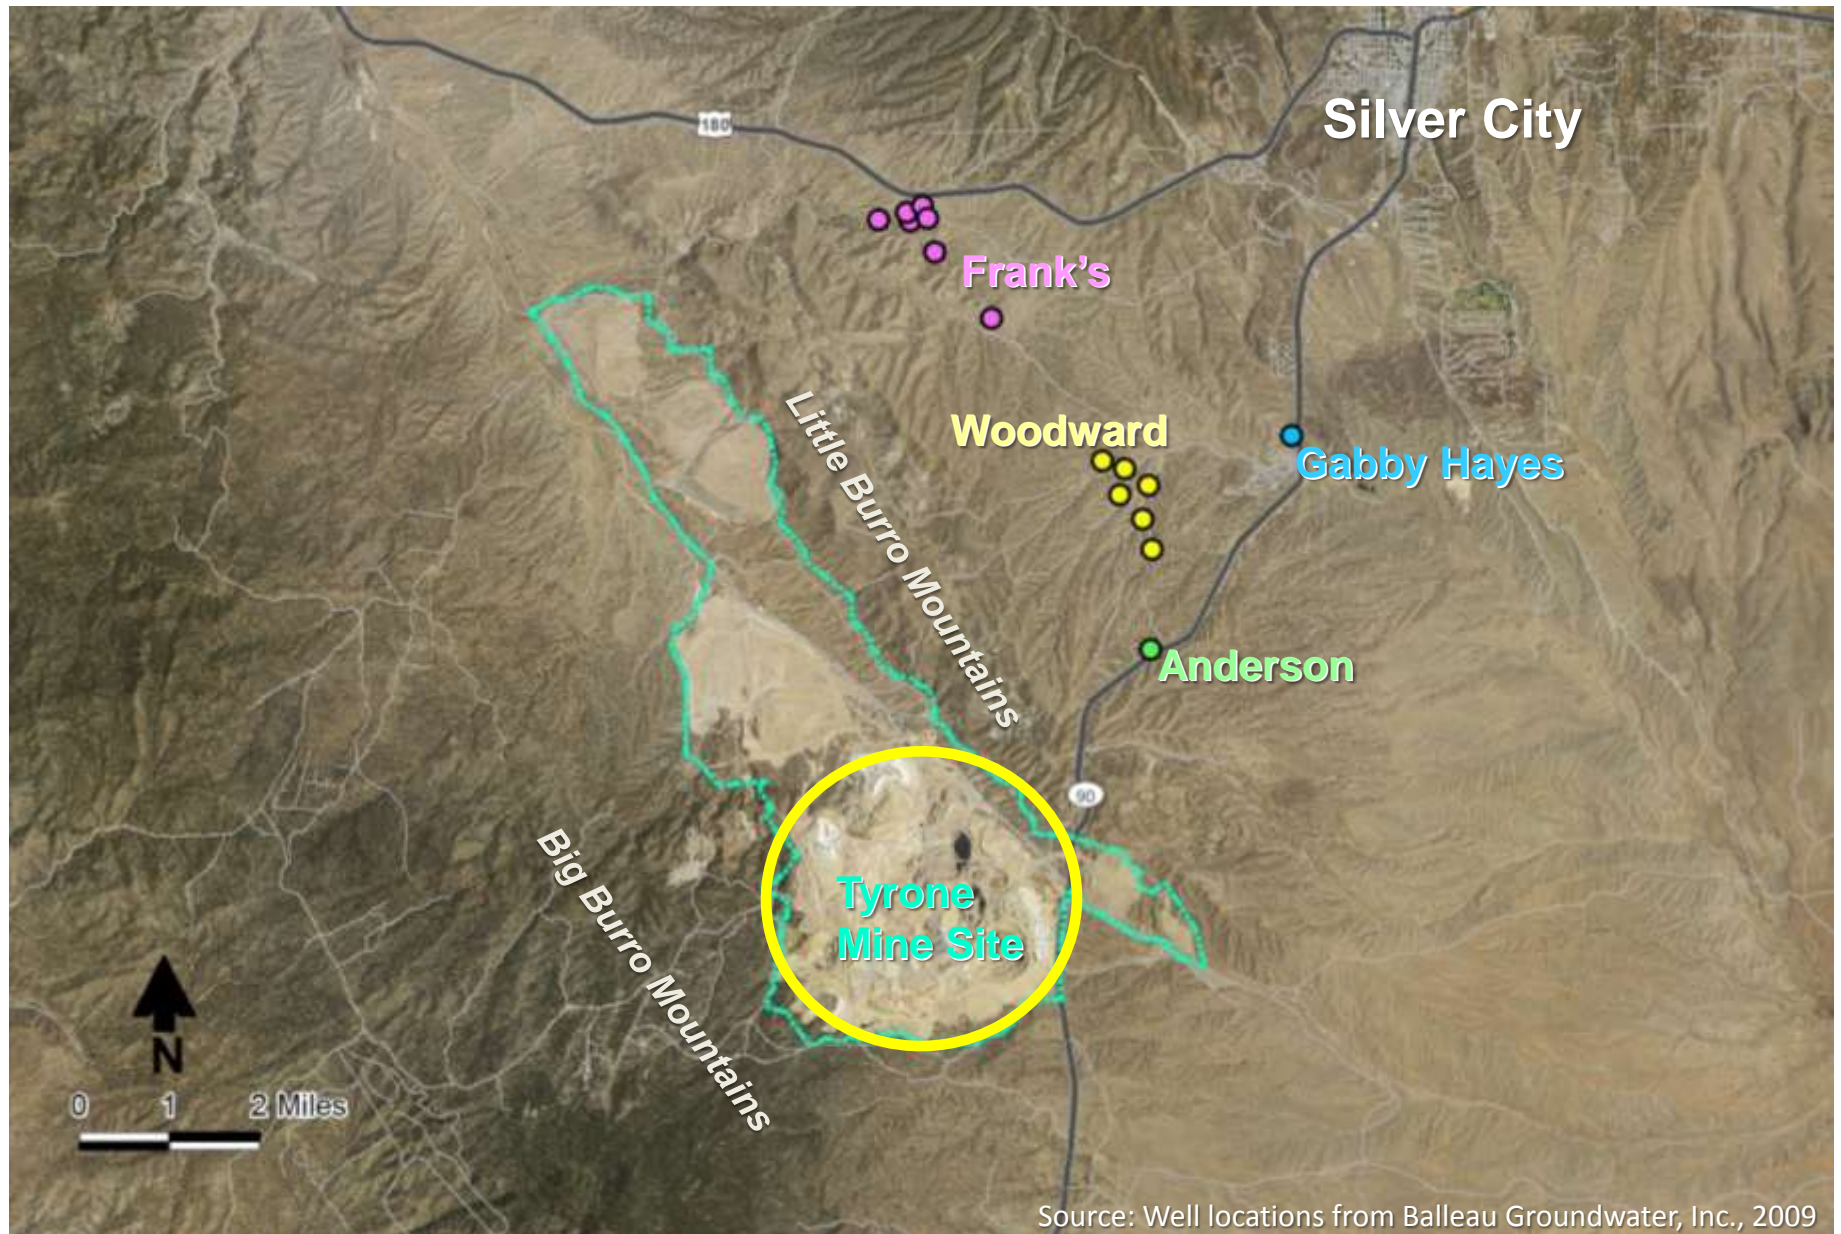 180
Silver City
Frank's
Little Burro Mountains
Woodward
Gabby Hayes
Anderson
90
Big Burro Mountains
Tyrone
Mine Site
N
0 1 2 Miles
Source: Well locations from Balleau Groundwater, Inc., 2009